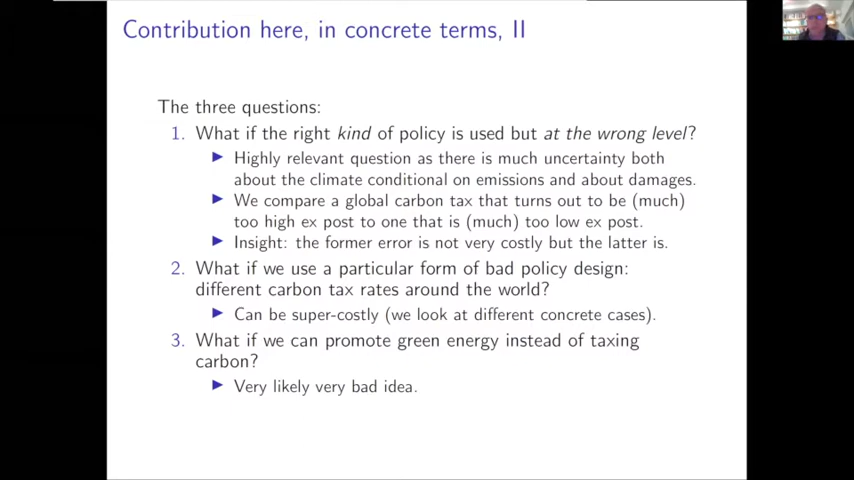 Contribution here, in concrete terms, II
The three questions:
1. What if the right kind of policy is used but at the wrong level?
Highly relevant question as there is much uncertainty both
about the climate conditional on emissions and about damages.
We compare a global carbon tax that turns out to be (much)
too high ex post to one that is (much) too low ex post.
Insight: the former error is not very costly but the latter is.
2. What if we use a particular form of bad policy design:
different carbon tax rates around the world?
Can be super-costly (we look at different concrete cases).
3. What if we can promote green energy instead of taxing
carbon?
Very likely very bad idea.